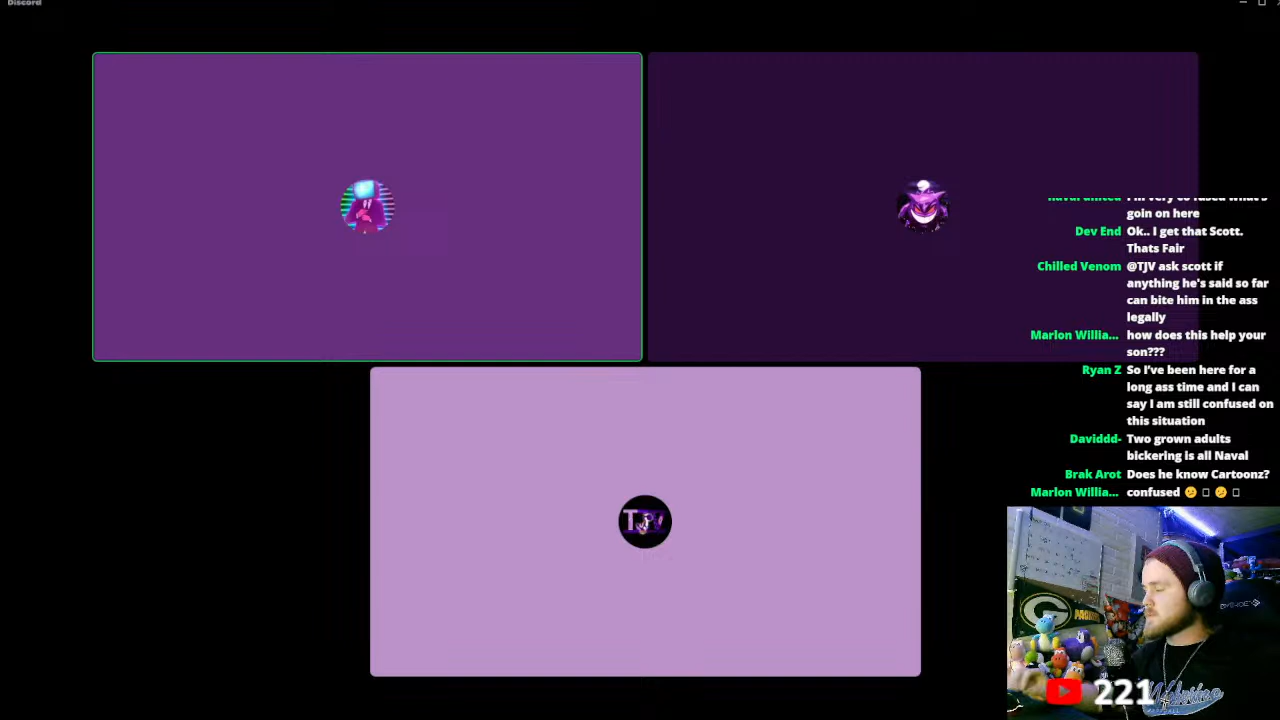 Discord
goin on here
Dev End Ok.. I get that Scott.
Thats Fair
Chilled Venom @TJV ask scott if
anything he's said so far
can bite him in the ass
legally
Marlon Willia... how does this help your
son???
Ryan Z So I've been here for a
long ass time and I can
say I am still confused on
this situation
Daviddd- Two grown adults
bickering is all Naval
Brak Arot Does he know Cartoonz?
Marlon Willia... confused 🫤 □ 🫤 □
TJV
G PACKERS
221